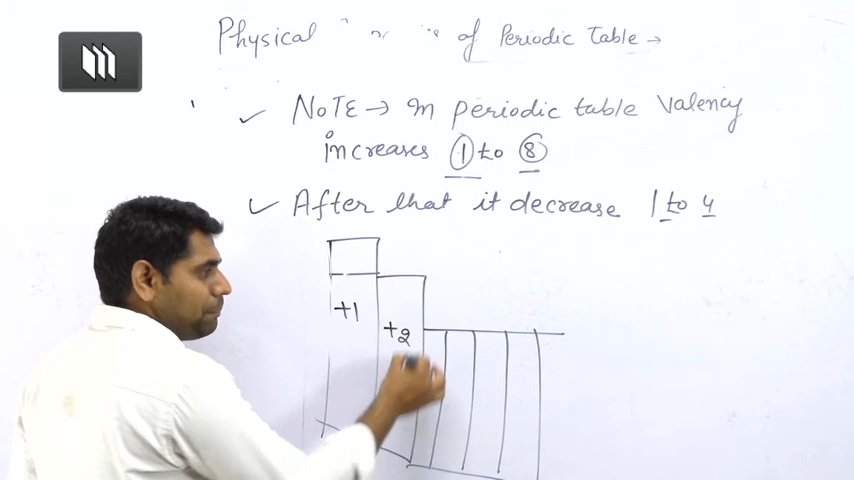 Physical of Periodic Table →
✓ NOTE → In periodic table Valency
increases 1 to 8
✓ After that it decrease 1 to 4
+1
+2